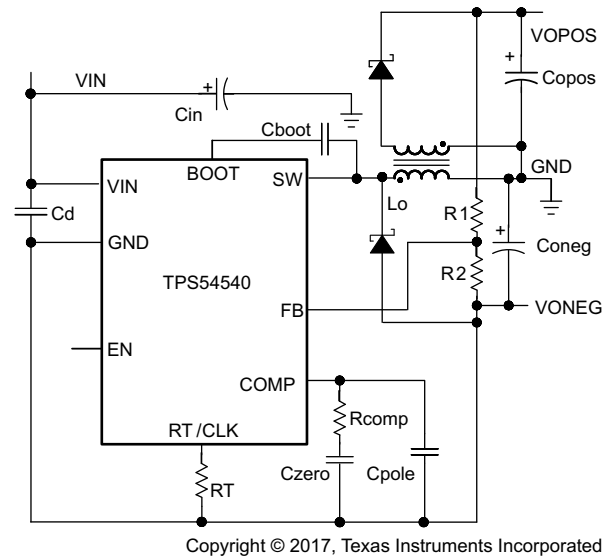 VOPOS
VIN
+
Cin
+
Copos
Cboot
GND
BOOT
VIN
SW
Lo
R1
Cd
GND
+
Coneg
TPS54540
R2
FB
VONEG
EN
COMP
Rcomp
RT /CLK
Czero
Cpole
RT
Copyright © 2017, Texas Instruments Incorporated